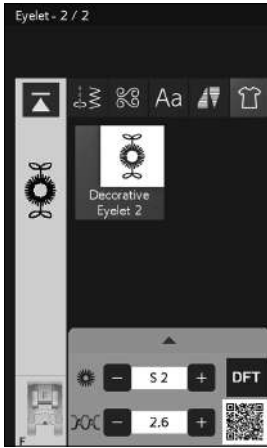 Eyelet - 2 / 2
Aa
Decorative
Eyelet 2
− S 2 + DFT
− 2.6 +
F